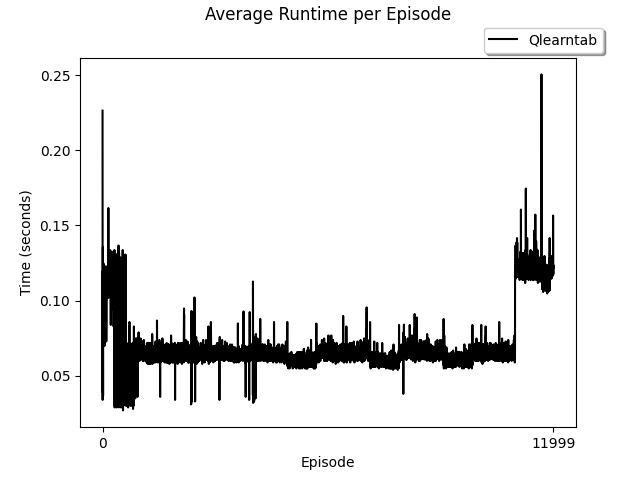 Average Runtime per Episode
Qlearntab
0.25
0.20
0.15
0.10
0.05
Time (seconds)
0 11999
Episode